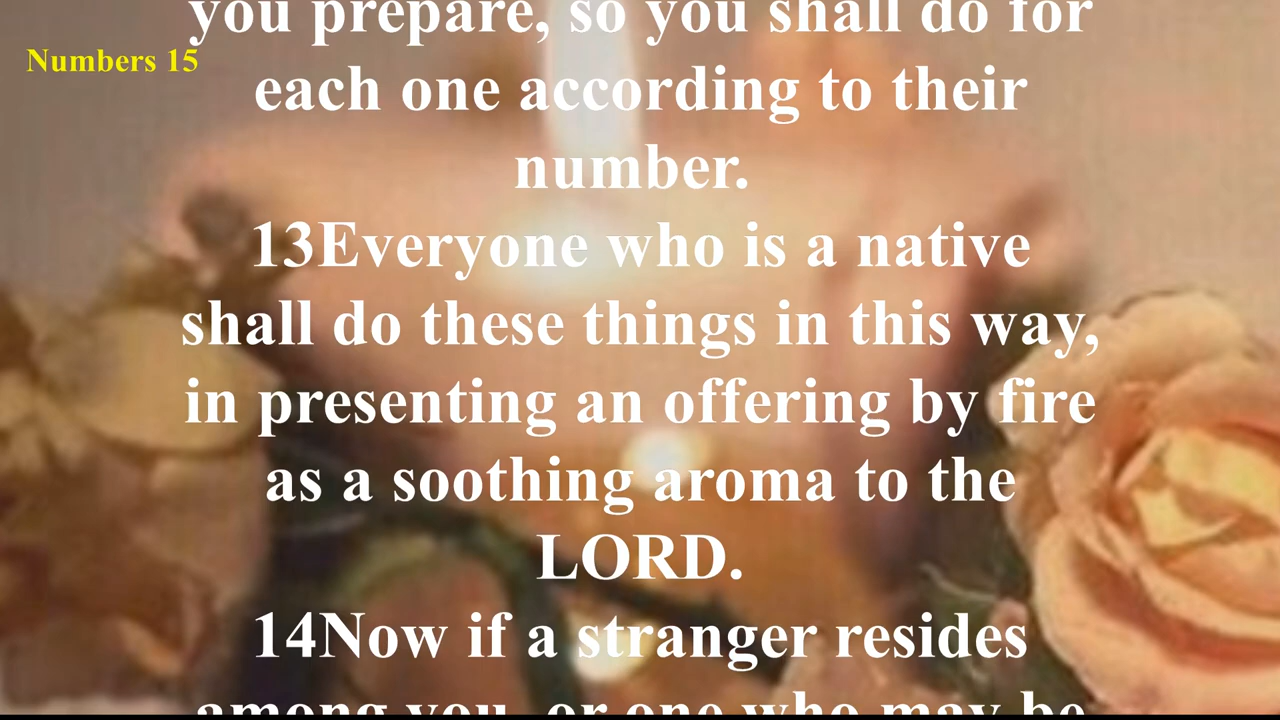 you prepare, so you shall do for
Numbers 15
each one according to their
number.
13Everyone who is a native
shall do these things in this way,
in presenting an offering by fire
as a soothing aroma to the
LORD.
14Now if a stranger resides
among you, or one who may be